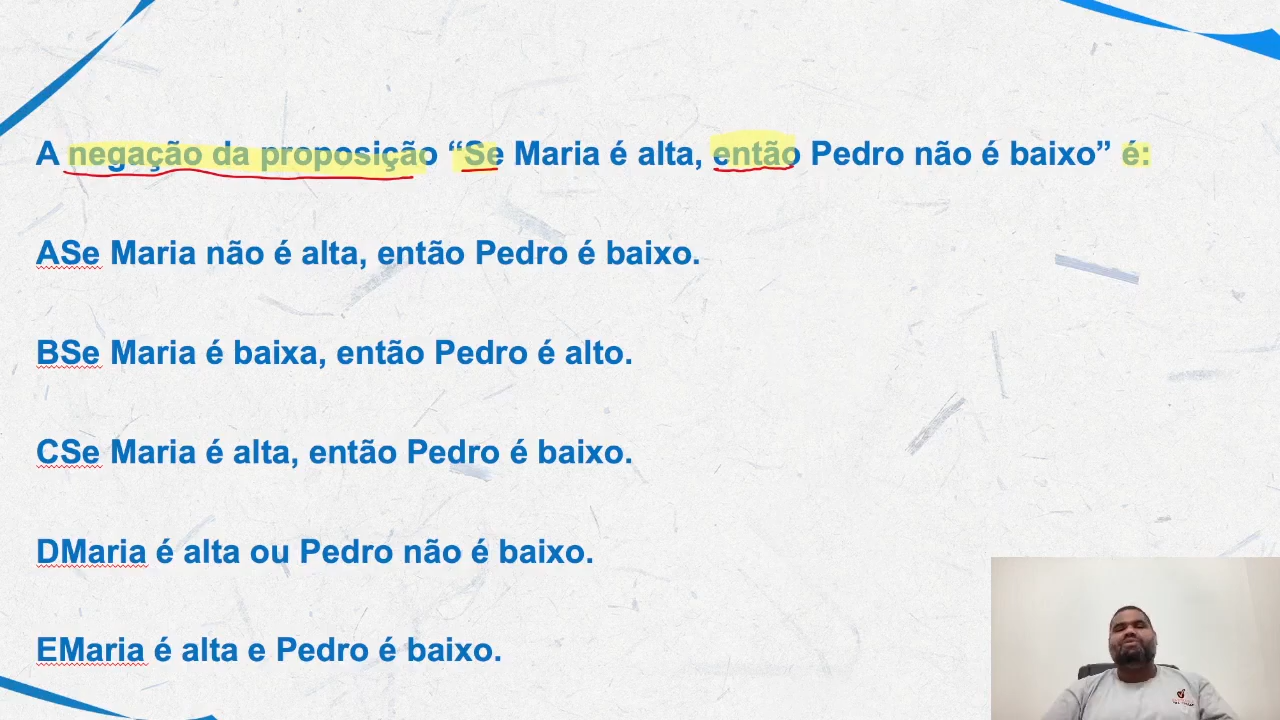 A negação da proposição “Se Maria é alta, então Pedro não é baixo” é:
ASe Maria não é alta, então Pedro é baixo.
BSe Maria é baixa, então Pedro é alto.
CSe Maria é alta, então Pedro é baixo.
DMaria é alta ou Pedro não é baixo.
EMaria é alta e Pedro é baixo.